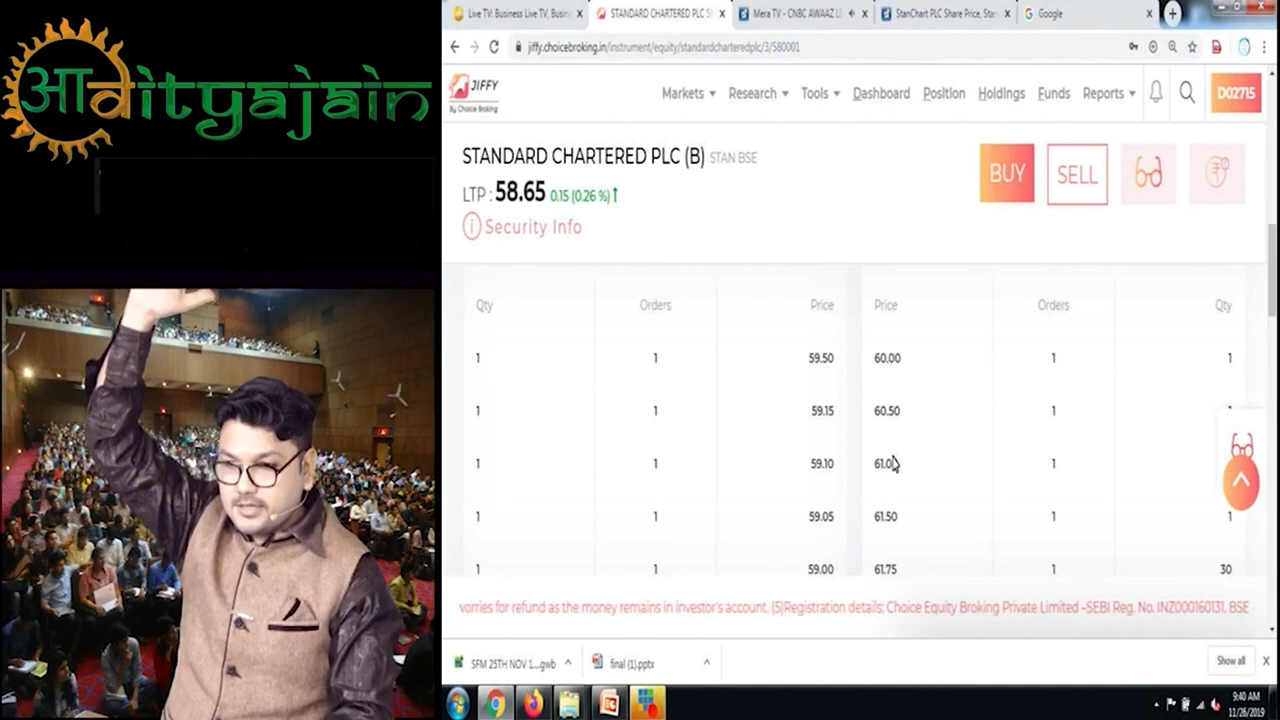 आdityajain
Live TV: Business Live TV, Busin
STANDARD CHARTERED PLC S
Mera TV - CNBC AWAAZ L
StanChart PLC Share Price, Stan
Google
jiffy.choicebroking.in/instrument/equity/standardcharteredplc/3/580001
JIFFY
By Choice Broking
Markets
Research
Tools
Dashboard
Position
Holdings
Funds
Reports
D02715
STANDARD CHARTERED PLC (B) STAN BSE
LTP : 58.65 0.15 (0.26 %)
Security Info
BUY
SELL
Qty Orders Price Price Orders Qty
1 1 59.50 60.00 1 1
1 1 59.15 60.50 1
1 1 59.10 61.0 1
1 1 59.05 61.50 1 1
1 1 59.00 61.75 1 30
vorries for refund as the money remains in investor's account. (5)Registration details: Choice Equity Broking Private Limited –SEBI Reg. No. INZ000160131, BSE
SFM 25TH NOV 1....gwb
final (1).pptx
Show all
9:40 AM
11/26/2019